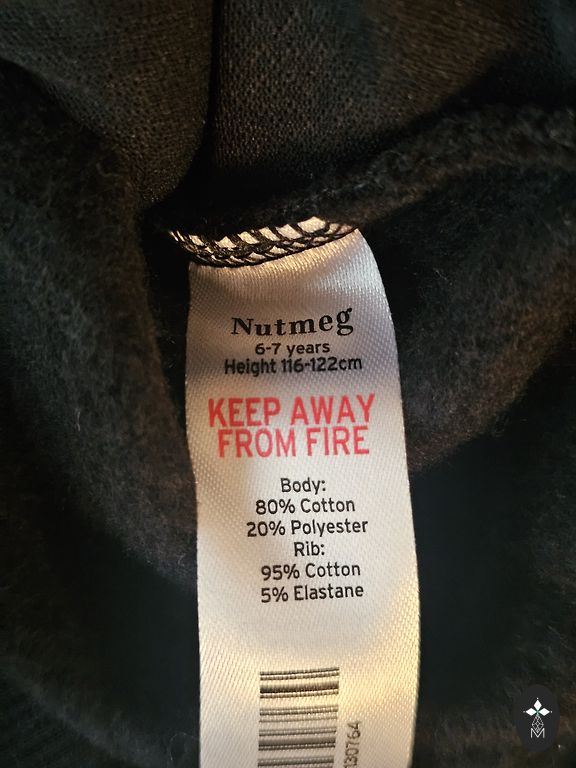 Nutmeg
6-7 years
Height 116-122cm
KEEP AWAY
FROM FIRE
Body:
80% Cotton
20% Polyester
Rib:
95% Cotton
5% Elastane
130764